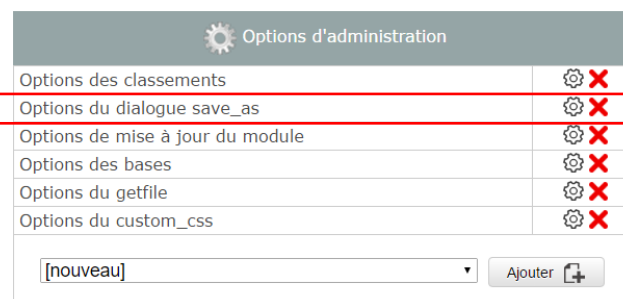 Options d'administration
Options des classements
Options du dialogue save_as
Options de mise à jour du module
Options des bases
Options du getfile
Options du custom_css
[nouveau]
Ajouter